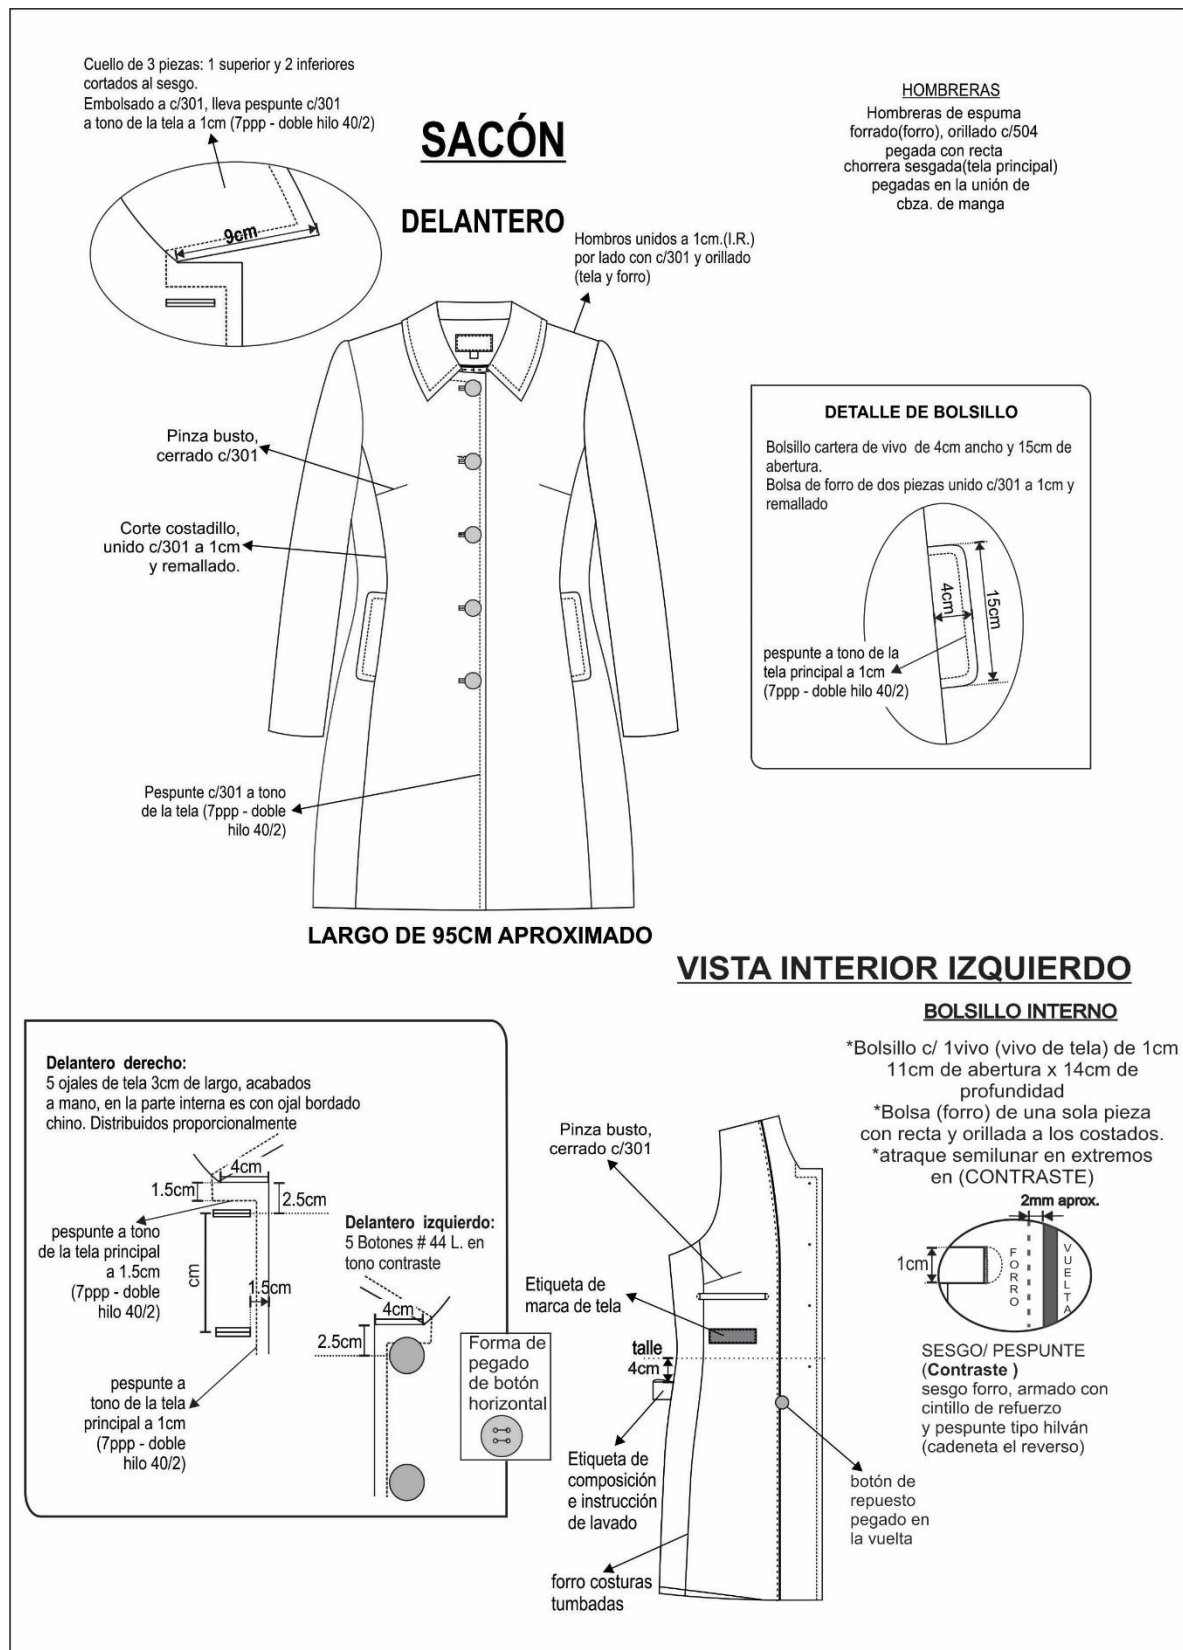 Cuello de 3 piezas: 1 superior y 2 inferiores
cortados al sesgo.
Embolsado a c/301, lleva pespunte c/301
a tono de la tela a 1cm (7ppp - doble hilo 40/2)
9cm
SACÓN
DELANTERO
HOMBRERAS
Hombreras de espuma
forrado(forro), orillado c/504
pegada con recta
chorrera sesgada(tela principal)
pegadas en la unión de
cbza. de manga
Hombros unidos a 1cm.(I.R.)
por lado con c/301 y orillado
(tela y forro)
Pinza busto,
cerrado c/301
Corte costadillo,
unido c/301 a 1cm
y remallado.
Pespunte c/301 a tono
de la tela (7ppp - doble
hilo 40/2)
DETALLE DE BOLSILLO
Bolsillo cartera de vivo de 4cm ancho y 15cm de
abertura.
Bolsa de forro de dos piezas unido c/301 a 1cm y
remallado
4cm
15cm
pespunte a tono de la
tela principal a 1cm
(7ppp - doble hilo 40/2)
LARGO DE 95CM APROXIMADO
VISTA INTERIOR IZQUIERDO
Delantero derecho:
5 ojales de tela 3cm de largo, acabados
a mano, en la parte interna es con ojal bordado
chino. Distribuidos proporcionalmente
4cm
1.5cm
2.5cm
pespunte a tono
de la tela principal
a 1.5cm
(7ppp - doble
hilo 40/2)
cm
1.5cm
pespunte a
tono de la tela
principal a 1cm
(7ppp - doble
hilo 40/2)
Delantero izquierdo:
5 Botones # 44 L. en
tono contraste
4cm
2.5cm
Forma de
pegado
de botón
horizontal
Pinza busto,
cerrado c/301
Etiqueta de
marca de tela
talle
4cm
Etiqueta de
composición
e instrucción
de lavado
forro costuras
tumbadas
botón de
repuesto
pegado en
la vuelta
BOLSILLO INTERNO
*Bolsillo c/ 1vivo (vivo de tela) de 1cm
11cm de abertura x 14cm de
profundidad
*Bolsa (forro) de una sola pieza
con recta y orillada a los costados.
*atraque semilunar en extremos
en (CONTRASTE)
2mm aprox.
1cm
FORRO
VUELTA
SESGO/ PESPUNTE
(Contraste )
sesgo forro, armado con
cintillo de refuerzo
y pespunte tipo hilván
(cadeneta el reverso)